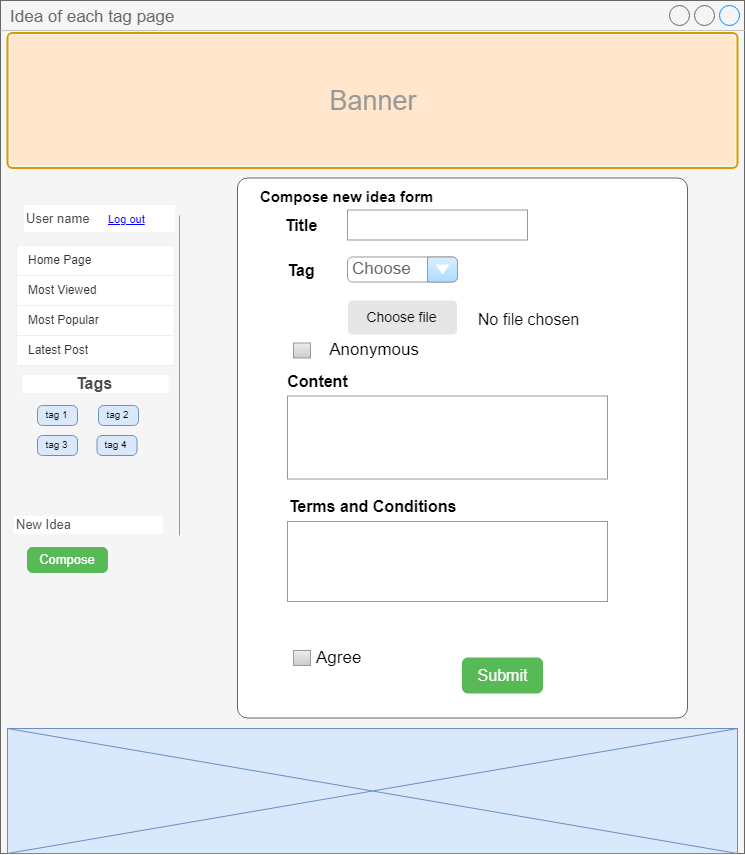 Idea of each tag page
Banner
User name Log out
Home Page
Most Viewed
Most Popular
Latest Post
Tags
tag 1 tag 2
tag 3 tag 4
New Idea
Compose
Compose new idea form
Title
Tag Choose
Choose file No file chosen
Anonymous
Content
Terms and Conditions
Agree
Submit